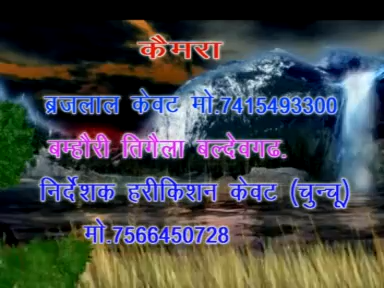 कैमरा
ब्रजलाल केवट मो.7415493300
बम्हौरी तिगैला बल्देवगढ.
निर्देशक हरीकिशन केवट (चुन्चू)
मो.7566450728